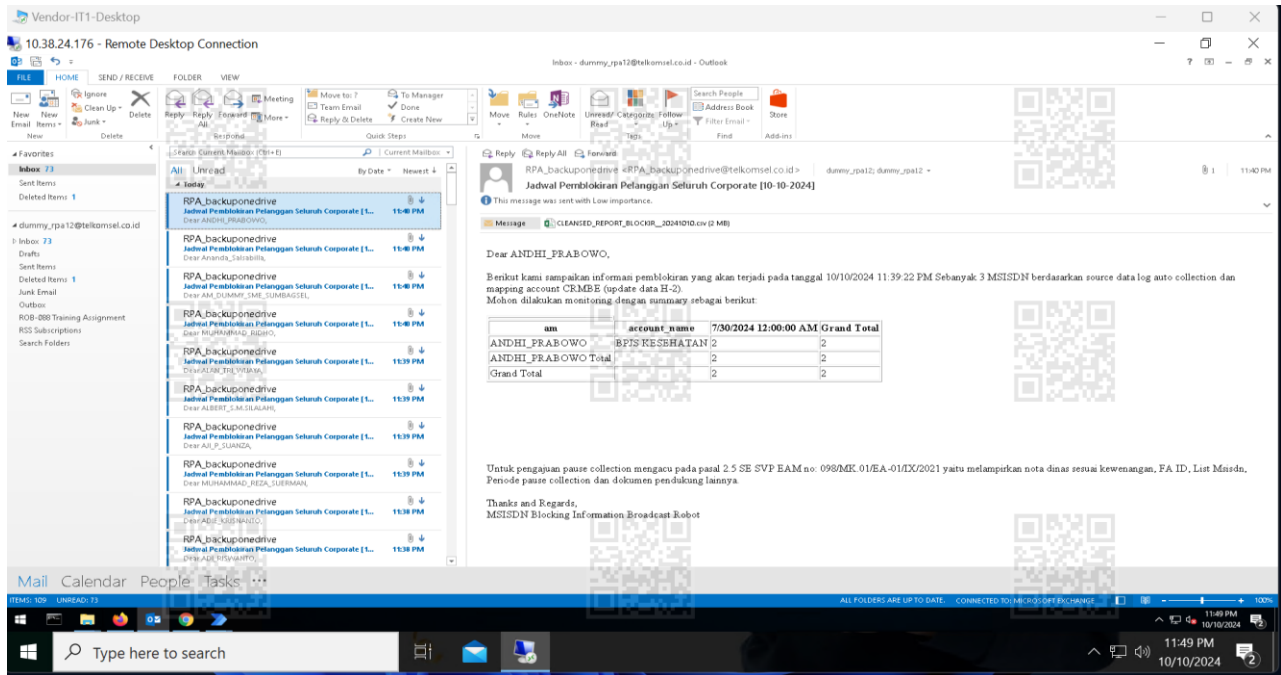 Vendor-IT1-Desktop
10.38.24.176 - Remote Desktop Connection
Inbox - dummy_rpa12@telkomsel.co.id - Outlook
FILE HOME SEND / RECEIVE FOLDER VIEW
New Email New Items Ignore Clean Up Junk Delete Reply Reply All Forward Meeting More Move to: ? Team Email Reply & Delete To Manager Done Create New Move Rules OneNote Unread/ Read Categorize Follow Up Search People Address Book Filter Email Store
New Delete Respond Quick Steps Move Tags Find Add-ins
Favorites
Inbox 73
Sent Items
Deleted Items 1
dummy_rpa12@telkomsel.co.id
Inbox 73
Drafts
Sent Items
Deleted Items 1
Junk Email
Outbox
ROB-088 Training Assignment
RSS Subscriptions
Search Folders
Search Current Mailbox (Ctrl+E) Current Mailbox
All Unread By Date Newest
Today
RPA_backuponedrive
Jadwal Pemblokiran Pelanggan Seluruh Corporate [1... 11:40 PM
Dear ANDHI_PRABOWO,
RPA_backuponedrive
Jadwal Pemblokiran Pelanggan Seluruh Corporate [1... 11:40 PM
Dear Ananda_Salsabilla,
RPA_backuponedrive
Jadwal Pemblokiran Pelanggan Seluruh Corporate [1... 11:40 PM
Dear AM_DUMMY_SME_SUMBAGSEL,
RPA_backuponedrive
Jadwal Pemblokiran Pelanggan Seluruh Corporate [1... 11:40 PM
Dear MUHAMMAD_RIDHO,
RPA_backuponedrive
Jadwal Pemblokiran Pelanggan Seluruh Corporate [1... 11:39 PM
Dear ALAN_TRI_WIJAYA,
RPA_backuponedrive
Jadwal Pemblokiran Pelanggan Seluruh Corporate [1... 11:39 PM
Dear ALBERT_S.M.SILALAHI,
RPA_backuponedrive
Jadwal Pemblokiran Pelanggan Seluruh Corporate [1... 11:39 PM
Dear AJI_P_SUANZA,
RPA_backuponedrive
Jadwal Pemblokiran Pelanggan Seluruh Corporate [1... 11:39 PM
Dear MUHAMMAD_REZA_SUERMAN,
RPA_backuponedrive
Jadwal Pemblokiran Pelanggan Seluruh Corporate [1... 11:38 PM
Dear ADIE_KRISNANTO,
RPA_backuponedrive
Jadwal Pemblokiran Pelanggan Seluruh Corporate [1... 11:38 PM
Reply Reply All Forward
RPA_backuponedrive <RPA_backuponedrive@telkomsel.co.id> dummy_rpa12; dummy_rpa12 1 11:40 PM
Jadwal Pemblokiran Pelanggan Seluruh Corporate [10-10-2024]
This message was sent with Low importance.
Message CLEANSED_REPORT_BLOCKIR__20241010.csv (2 MB)
Dear ANDHI_PRABOWO,
Berikut kami sampaikan informasi pemblokiran yang akan terjadi pada tanggal 10/10/2024 11:39:22 PM Sebanyak 3 MSISDN berdasarkan source data log auto collection dan
mapping account CRMBE (update data H-2).
Mohon dilakukan monitoring dengan summary sebagai berikut:
am account_name 7/30/2024 12:00:00 AM Grand Total
ANDHI_PRABOWO BPJS KESEHATAN 2 2
ANDHI_PRABOWO Total 2 2
Grand Total 2 2
Untuk pengajuan pause collection mengacu pada pasal 2.5 SE SVP EAM no: 098/MK.01/EA-01/IX/2021 yaitu melampirkan nota dinas sesuai kewenangan, FA ID, List Msisdn,
Periode pause collection dan dokumen pendukung lainnya.
Thanks and Regards,
MSISDN Blocking Information Broadcast Robot
Mail Calendar People Tasks ...
ITEMS: 109 UNREAD: 73 ALL FOLDERS ARE UP TO DATE. CONNECTED TO: MICROSOFT EXCHANGE 100%
11:49 PM
10/10/2024
Type here to search
11:49 PM
10/10/2024
2